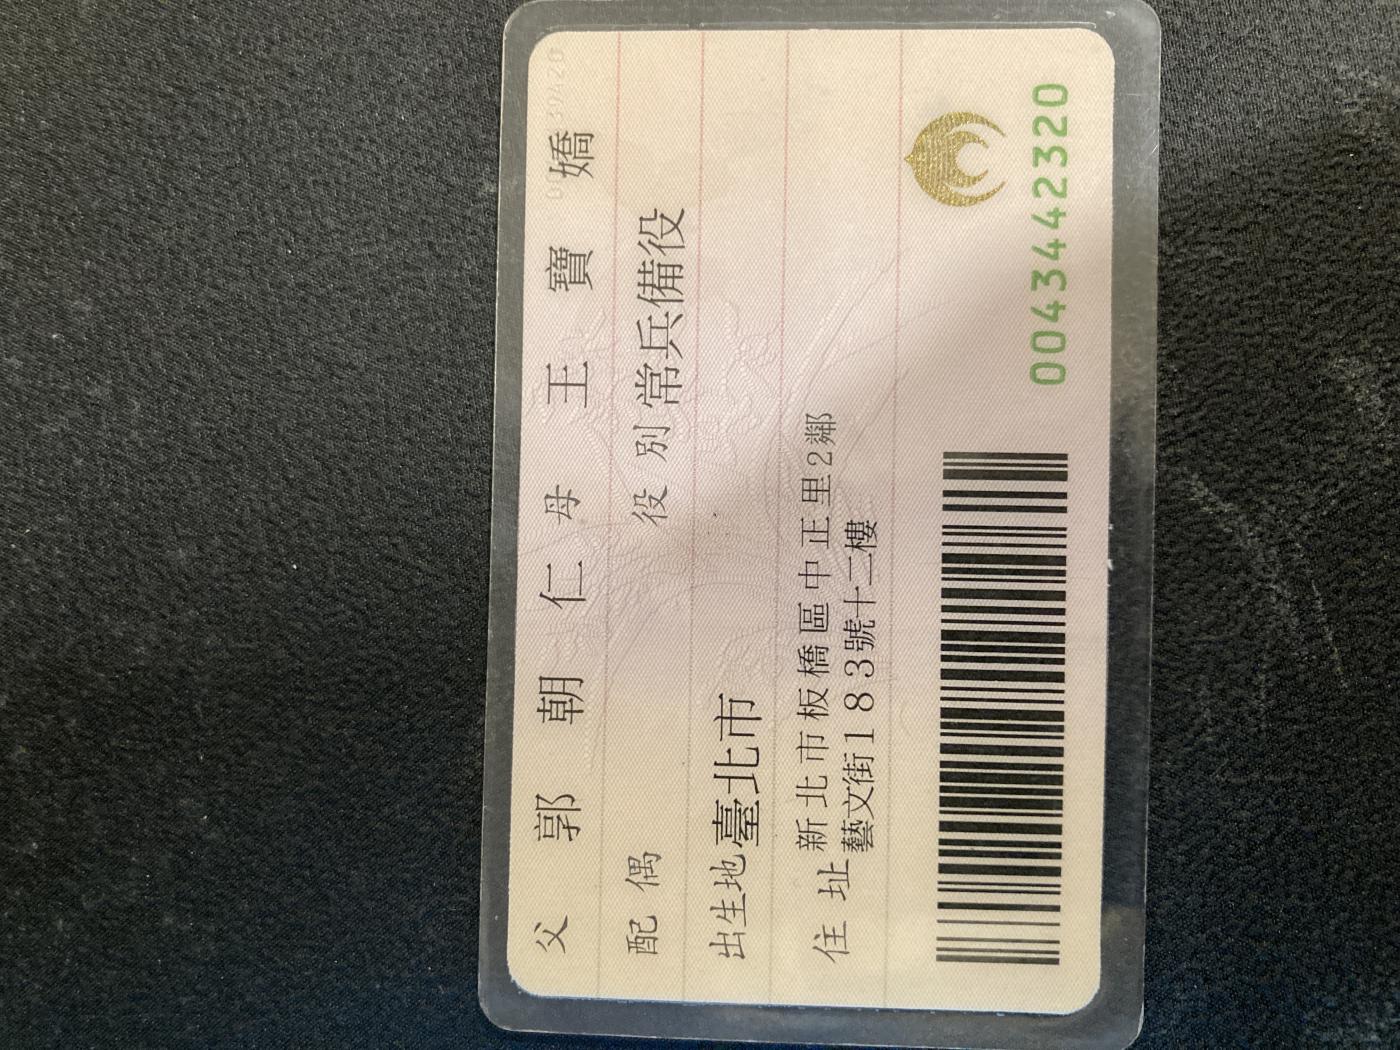 父 郭朝仁 母 王寶嬌
配偶 役別 常兵備役
出生地 臺北市
住址 新北市板橋區中正里2鄰
藝文街183號十二樓
0043442320